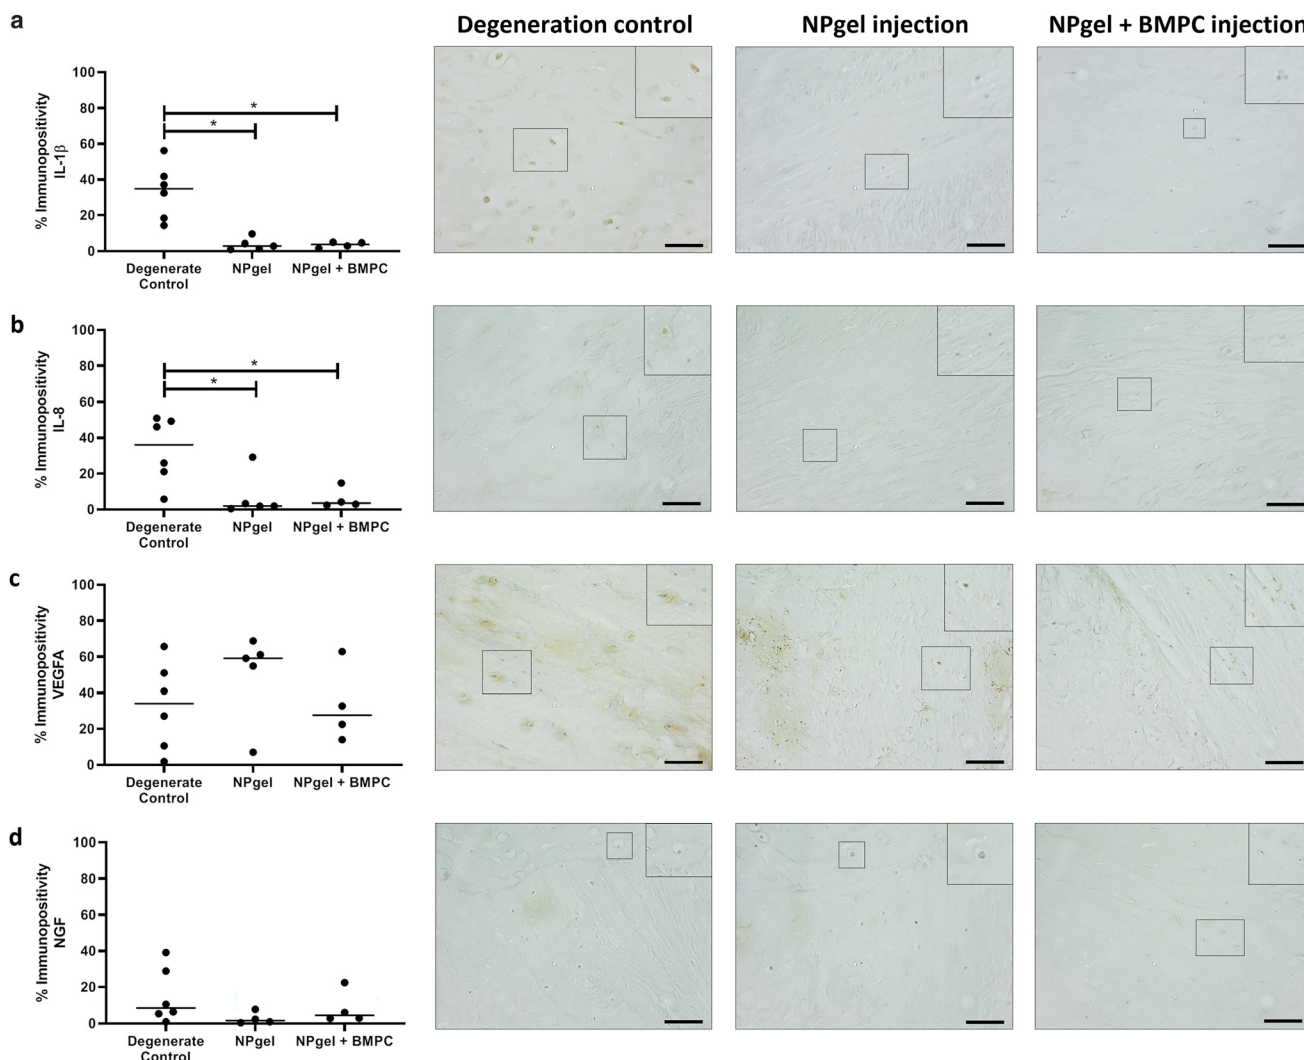 a
Degeneration control
NPgel injection
NPgel + BMPC injection
% Immunopositivity
IL-1β
100
80
60
40
20
0
*
*
Degenerate
Control
NPgel
NPgel + BMPC
b
% Immunopositivity
IL-8
100
80
60
40
20
0
*
*
Degenerate
Control
NPgel
NPgel + BMPC
c
% Immunopositivity
VEGFA
100
80
60
40
20
0
Degenerate
Control
NPgel
NPgel + BMPC
d
% Immunopositivity
NGF
100
80
60
40
20
0
Degenerate
Control
NPgel
NPgel + BMPC